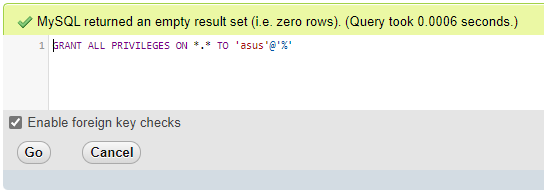 MySQL returned an empty result set (i.e. zero rows). (Query took 0.0006 seconds.)
1 GRANT ALL PRIVILEGES ON *.* TO 'asus'@'%'
Enable foreign key checks
Go Cancel